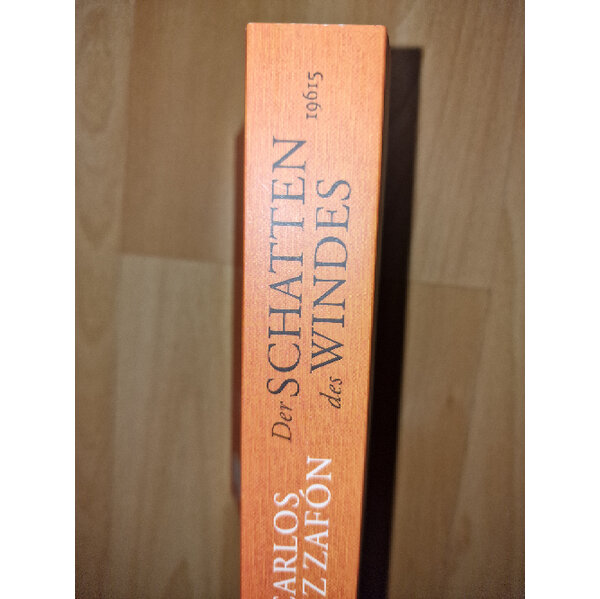 CARLOS
Z ZAFÓN
Der SCHATTEN
des WINDES
19615